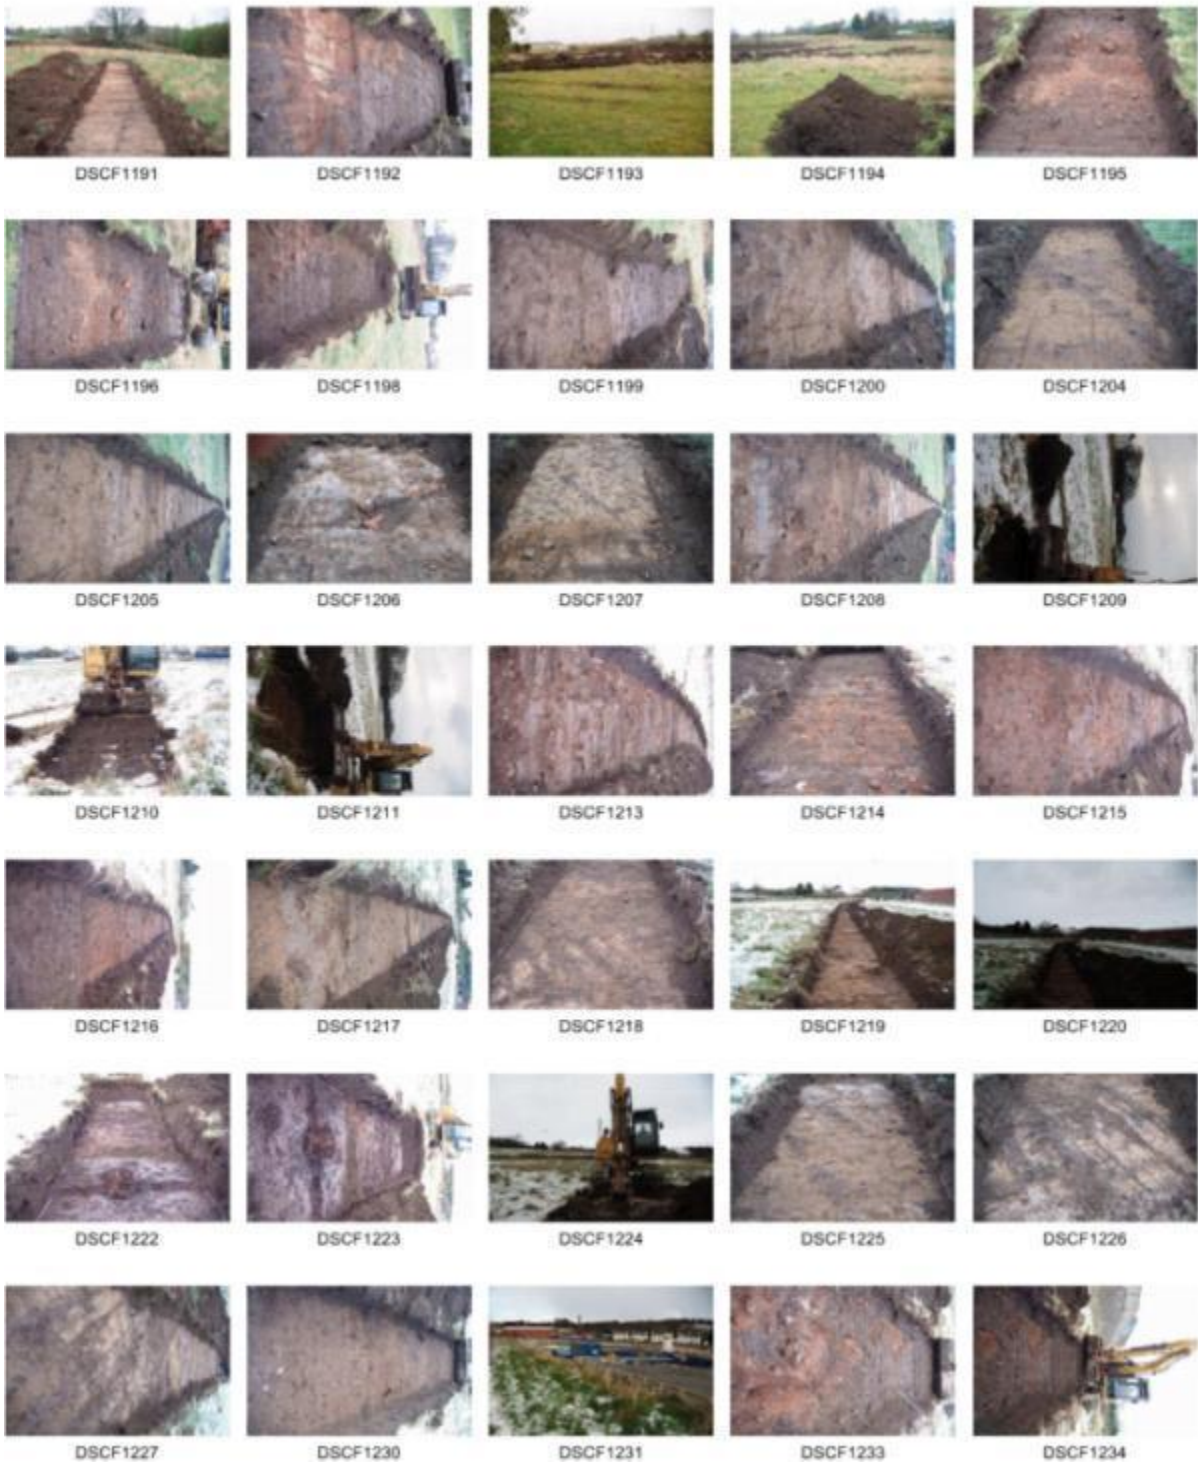 DSCF1191 DSCF1192 DSCF1193 DSCF1194 DSCF1195
DSCF1196 DSCF1198 DSCF1199 DSCF1200 DSCF1204
DSCF1205 DSCF1206 DSCF1207 DSCF1208 DSCF1209
DSCF1210 DSCF1211 DSCF1213 DSCF1214 DSCF1215
DSCF1216 DSCF1217 DSCF1218 DSCF1219 DSCF1220
DSCF1222 DSCF1223 DSCF1224 DSCF1225 DSCF1226
DSCF1227 DSCF1230 DSCF1231 DSCF1233 DSCF1234